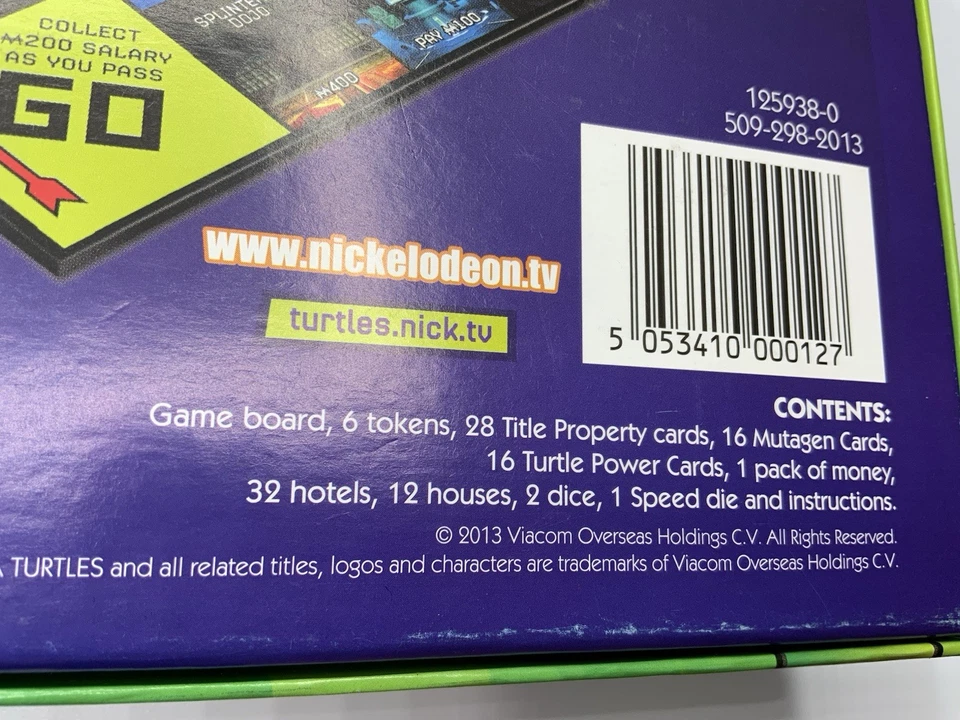 COLLECT
₩200 SALARY
AS YOU PASS
GO
SPLINTER
DOJO
PAY ₩100
₩400
125938-0
509-298-2013
www.nickelodeon.tv
turtles.nick.tv
5 053410 000127
CONTENTS:
Game board, 6 tokens, 28 Title Property cards, 16 Mutagen Cards,
16 Turtle Power Cards, 1 pack of money,
32 hotels, 12 houses, 2 dice, 1 Speed die and instructions.
© 2013 Viacom Overseas Holdings C.V. All Rights Reserved.
TURTLES and all related titles, logos and characters are trademarks of Viacom Overseas Holdings C.V.